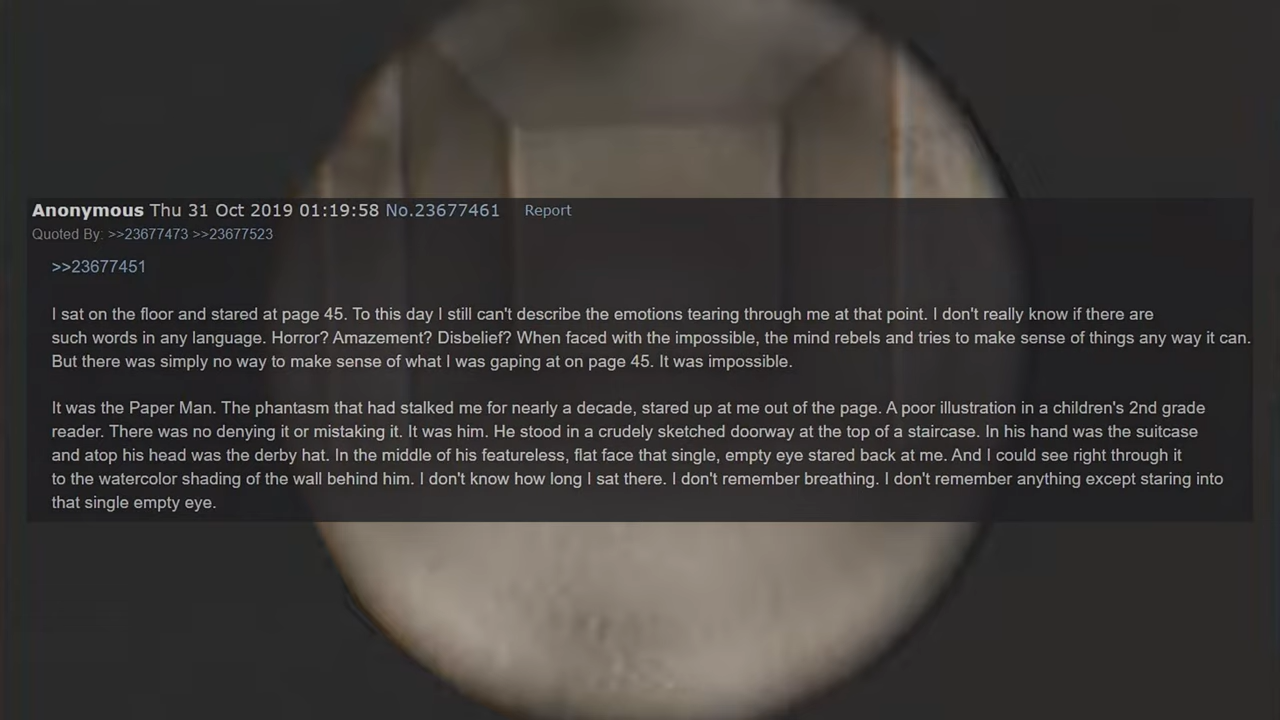 Anonymous Thu 31 Oct 2019 01:19:58 No.23677461 Report
Quoted By: >>23677473 >>23677523
>>23677451
I sat on the floor and stared at page 45. To this day I still can't describe the emotions tearing through me at that point. I don't really know if there are
such words in any language. Horror? Amazement? Disbelief? When faced with the impossible, the mind rebels and tries to make sense of things any way it can.
But there was simply no way to make sense of what I was gaping at on page 45. It was impossible.
It was the Paper Man. The phantasm that had stalked me for nearly a decade, stared up at me out of the page. A poor illustration in a children's 2nd grade
reader. There was no denying it or mistaking it. It was him. He stood in a crudely sketched doorway at the top of a staircase. In his hand was the suitcase
and atop his head was the derby hat. In the middle of his featureless, flat face that single, empty eye stared back at me. And I could see right through it
to the watercolor shading of the wall behind him. I don't know how long I sat there. I don't remember breathing. I don't remember anything except staring into
that single empty eye.